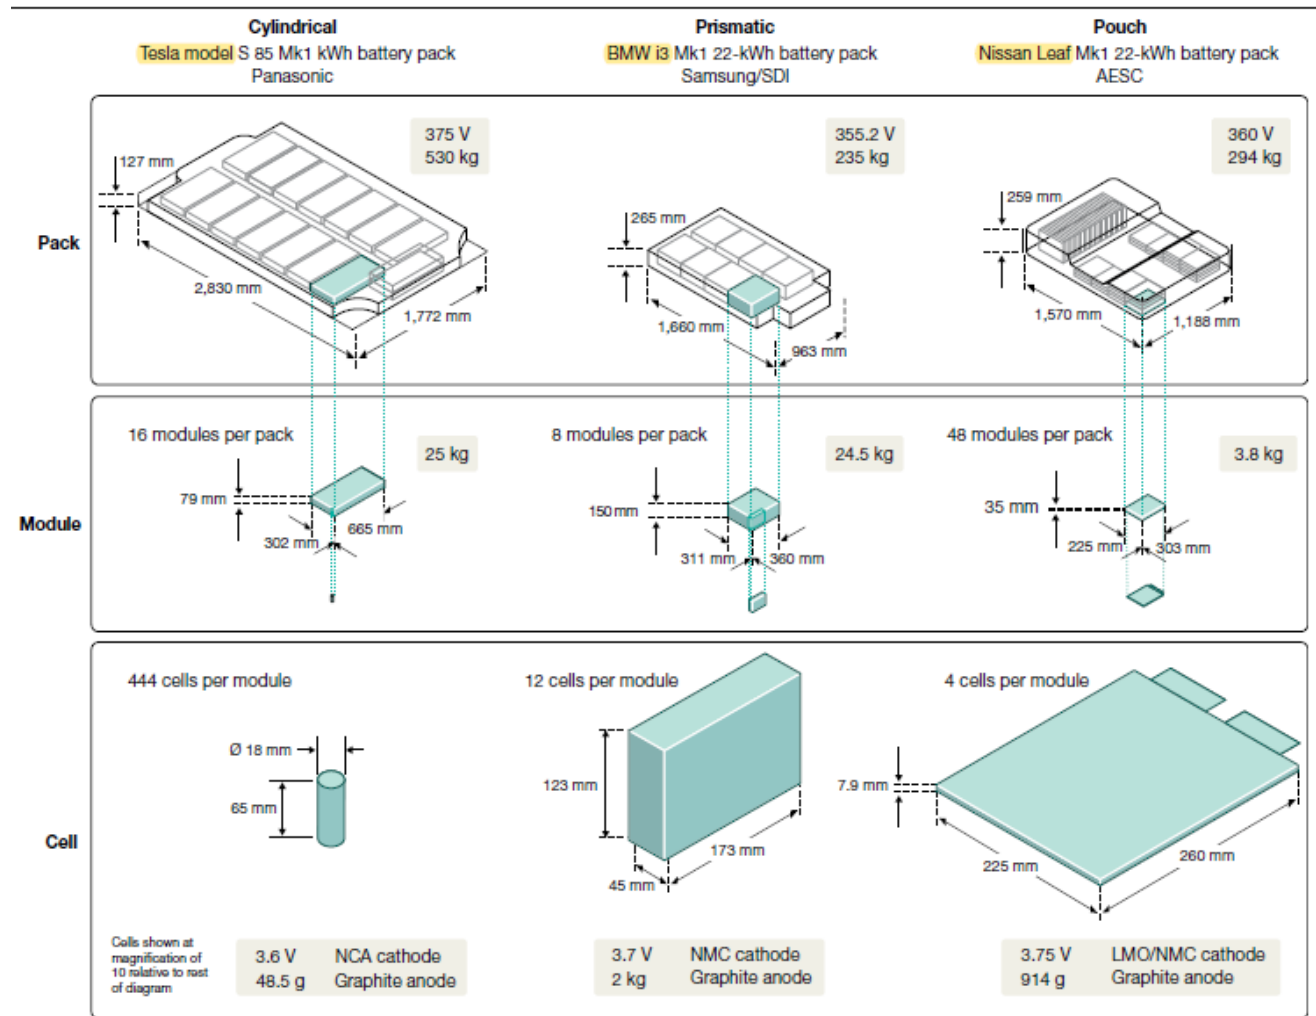 Cylindrical
Tesla model S 85 Mk1 kWh battery pack
Panasonic
Prismatic
BMW i3 Mk1 22-kWh battery pack
Samsung/SDI
Pouch
Nissan Leaf Mk1 22-kWh battery pack
AESC
Pack
375 V
530 kg
127 mm
2,830 mm
1,772 mm
355.2 V
235 kg
265 mm
1,660 mm
963 mm
360 V
294 kg
259 mm
1,570 mm
1,188 mm
Module
16 modules per pack
25 kg
79 mm
302 mm
665 mm
8 modules per pack
24.5 kg
150 mm
311 mm
360 mm
48 modules per pack
3.8 kg
35 mm
225 mm
303 mm
Cell
444 cells per module
Ø 18 mm
65 mm
12 cells per module
123 mm
45 mm
173 mm
4 cells per module
7.9 mm
225 mm
260 mm
Cells shown at
magnification of
10 relative to rest
of diagram
3.6 V NCA cathode
48.5 g Graphite anode
3.7 V NMC cathode
2 kg Graphite anode
3.75 V LMO/NMC cathode
914 g Graphite anode